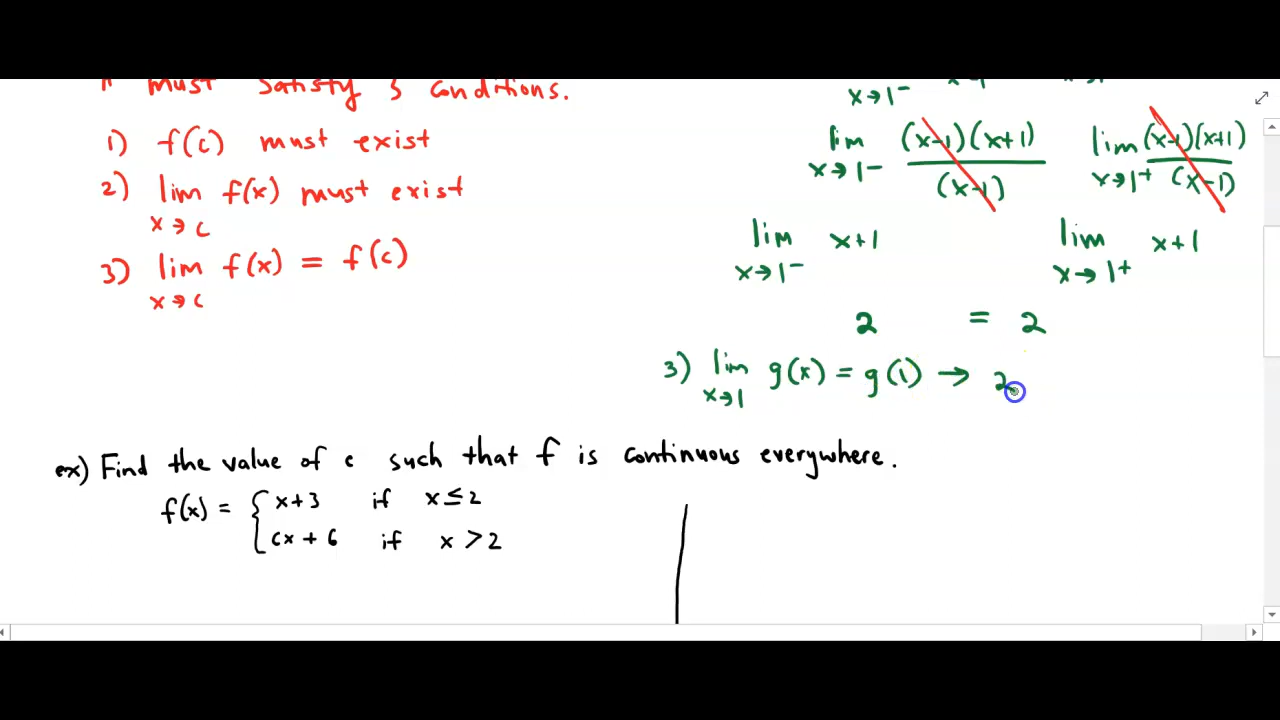 must satisfy 3 conditions.
1) f(c) must exist
2) lim f(x) must exist
x→c
3) lim f(x) = f(c)
x→c
x→1⁻
lim (x-1)(x+1) lim (x-1)(x+1)
x→1⁻ (x-1) x→1⁺ (x-1)
lim x+1 lim x+1
x→1⁻ x→1⁺
2 = 2
3) lim g(x) = g(1) → 2
x→1
ex) Find the value of c such that f is continuous everywhere.
f(x) = { x+3 if x ≤ 2
cx + 6 if x > 2